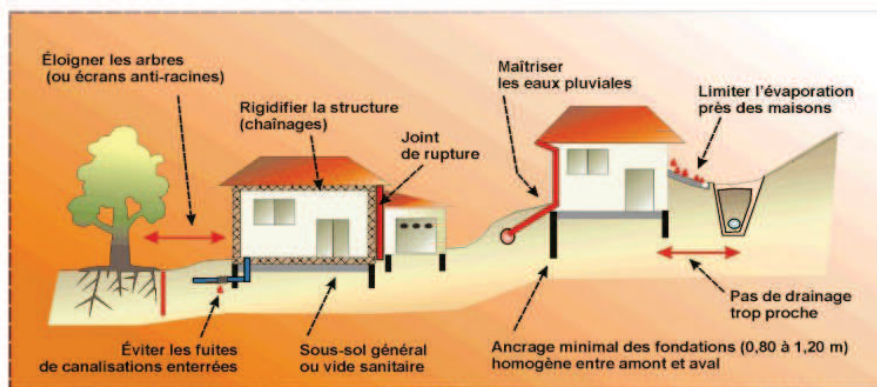 Éloigner les arbres
(ou écrans anti-racines)
Rigidifier la structure
(chaînages)
Joint
de rupture
Maîtriser
les eaux pluviales
Limiter l'évaporation
près des maisons
Éviter les fuites
de canalisations enterrées
Sous-sol général
ou vide sanitaire
Ancrage minimal des fondations (0,80 à 1,20 m)
homogène entre amont et aval
Pas de drainage
trop proche